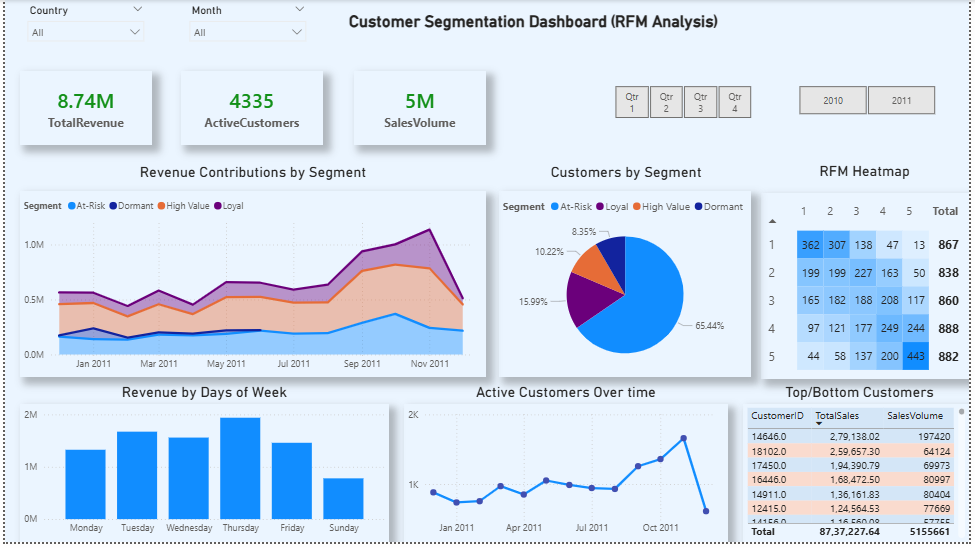 Country
Month
Customer Segmentation Dashboard (RFM Analysis)
All
All
8.74M
TotalRevenue
4335
ActiveCustomers
5M
SalesVolume
Qtr 1
Qtr 2
Qtr 3
Qtr 4
2010
2011
Revenue Contributions by Segment
Segment At-Risk Dormant High Value Loyal
1.0M
0.5M
0.0M
Jan 2011 Mar 2011 May 2011 Jul 2011 Sep 2011 Nov 2011
Customers by Segment
Segment At-Risk Loyal High Value Dormant
8.35%
10.22%
15.99%
65.44%
RFM Heatmap
1 2 3 4 5 Total
1 362 307 138 47 13 867
2 199 199 227 163 50 838
3 165 182 188 208 117 860
4 97 121 177 249 244 888
5 44 58 137 200 443 882
Revenue by Days of Week
2M
1M
0M
Monday Tuesday Wednesday Thursday Friday Sunday
Active Customers Over time
2K
1K
Jan 2011 Apr 2011 Jul 2011 Oct 2011
Top/Bottom Customers
CustomerID TotalSales SalesVolume
14646.0 2,79,138.02 197420
18102.0 2,59,657.30 64124
17450.0 1,94,390.79 69973
16446.0 1,68,472.50 80997
14911.0 1,36,161.83 80404
12415.0 1,24,564.53 77669
Total 87,37,227.64 5155661